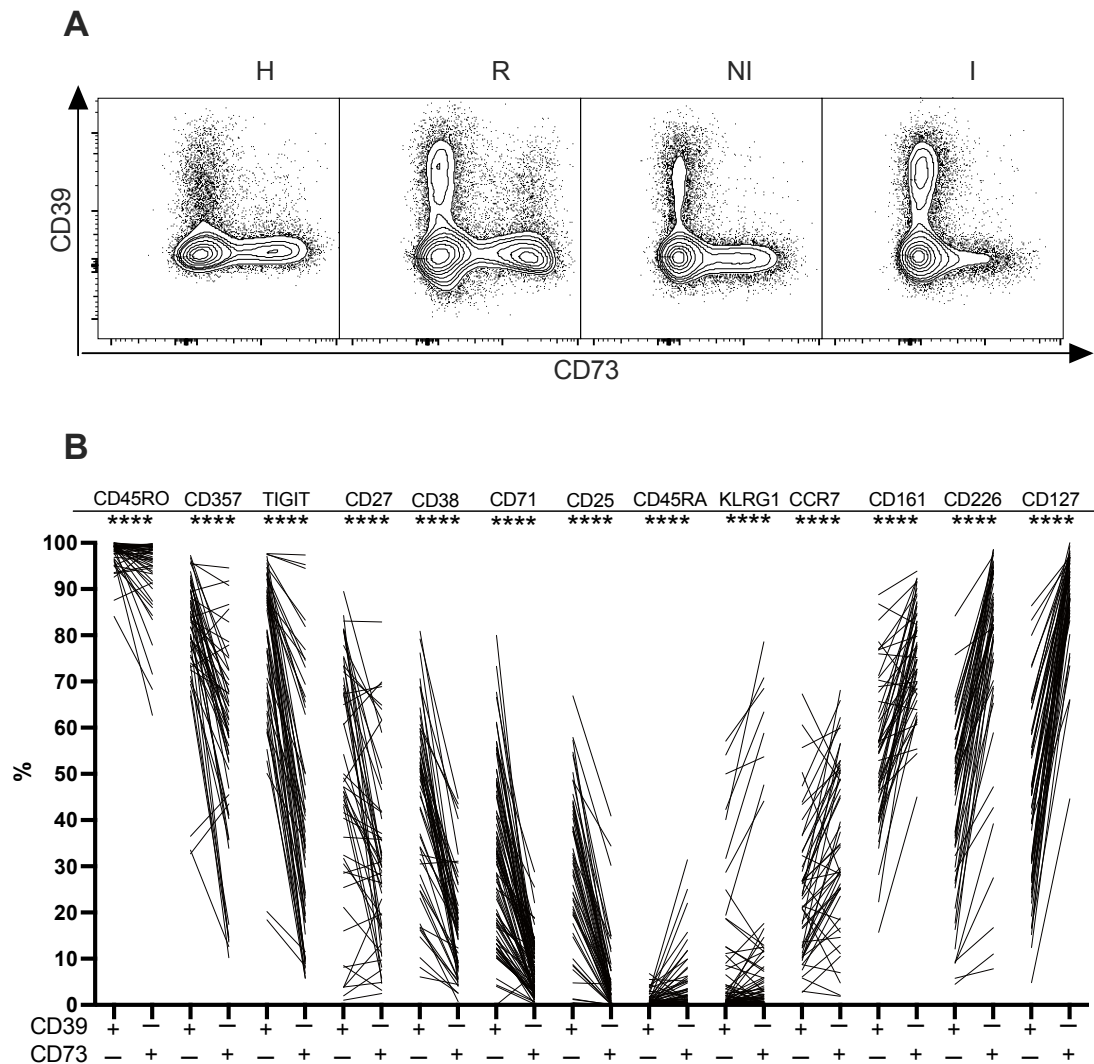 A
H R NI I
CD39
CD73
B
CD45RO CD357 TIGIT CD27 CD38 CD71 CD25 CD45RA KLRG1 CCR7 CD161 CD226 CD127
**** **** **** **** **** **** **** **** **** **** **** **** ****
100
90
80
70
60
50
40
30
20
10
0
%
CD39 + − + − + − + − + − + − + − + − + − + − + − + − + −
CD73 − + − + − + − + − + − + − + − + − + − + − + − + − +